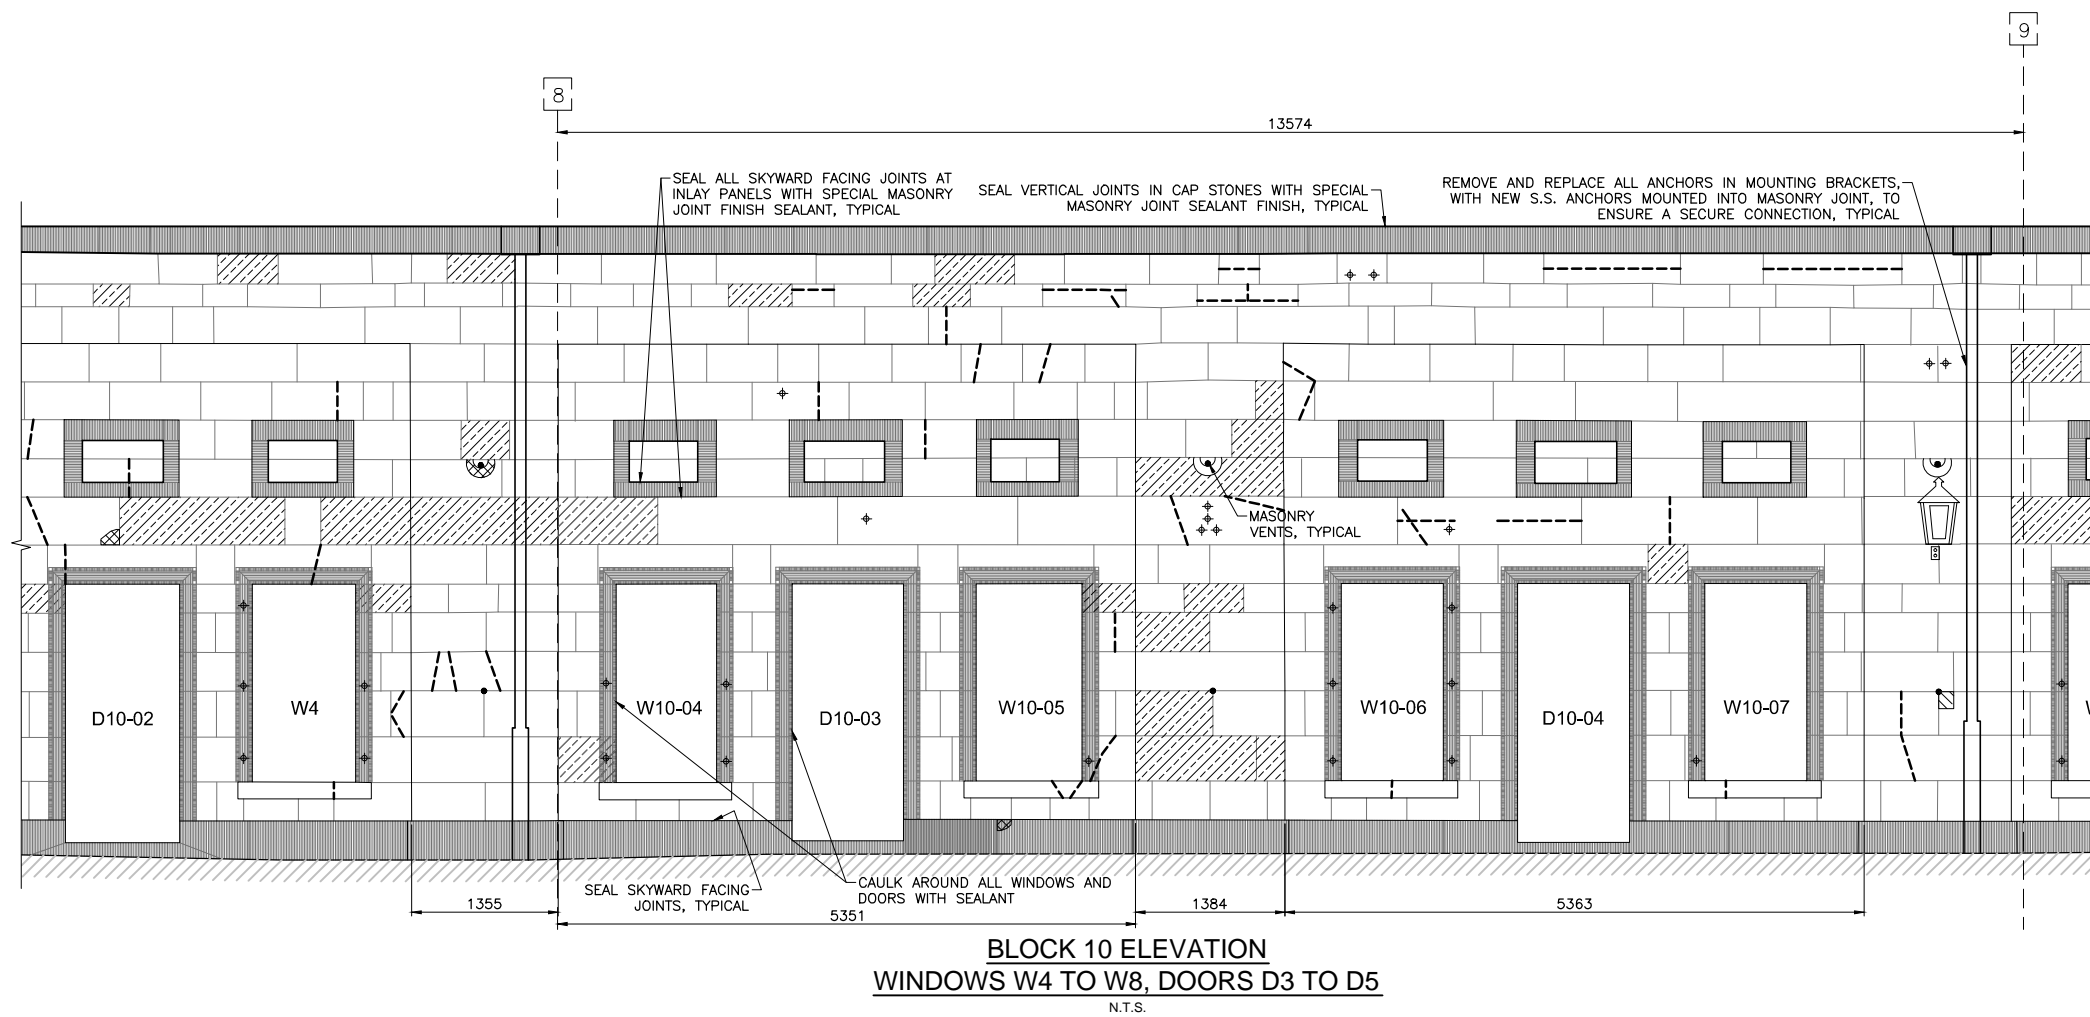 9
8
13574
SEAL ALL SKYWARD FACING JOINTS AT
INLAY PANELS WITH SPECIAL MASONRY
JOINT FINISH SEALANT, TYPICAL
SEAL VERTICAL JOINTS IN CAP STONES WITH SPECIAL
MASONRY JOINT SEALANT FINISH, TYPICAL
REMOVE AND REPLACE ALL ANCHORS IN MOUNTING BRACKETS,
WITH NEW S.S. ANCHORS MOUNTED INTO MASONRY JOINT, TO
ENSURE A SECURE CONNECTION, TYPICAL
MASONRY
VENTS, TYPICAL
D10-02
W4
W10-04
D10-03
W10-05
W10-06
D10-04
W10-07
SEAL SKYWARD FACING
JOINTS, TYPICAL
CAULK AROUND ALL WINDOWS AND
DOORS WITH SEALANT
1355
5351
1384
5363
BLOCK 10 ELEVATION
WINDOWS W4 TO W8, DOORS D3 TO D5
N.T.S.